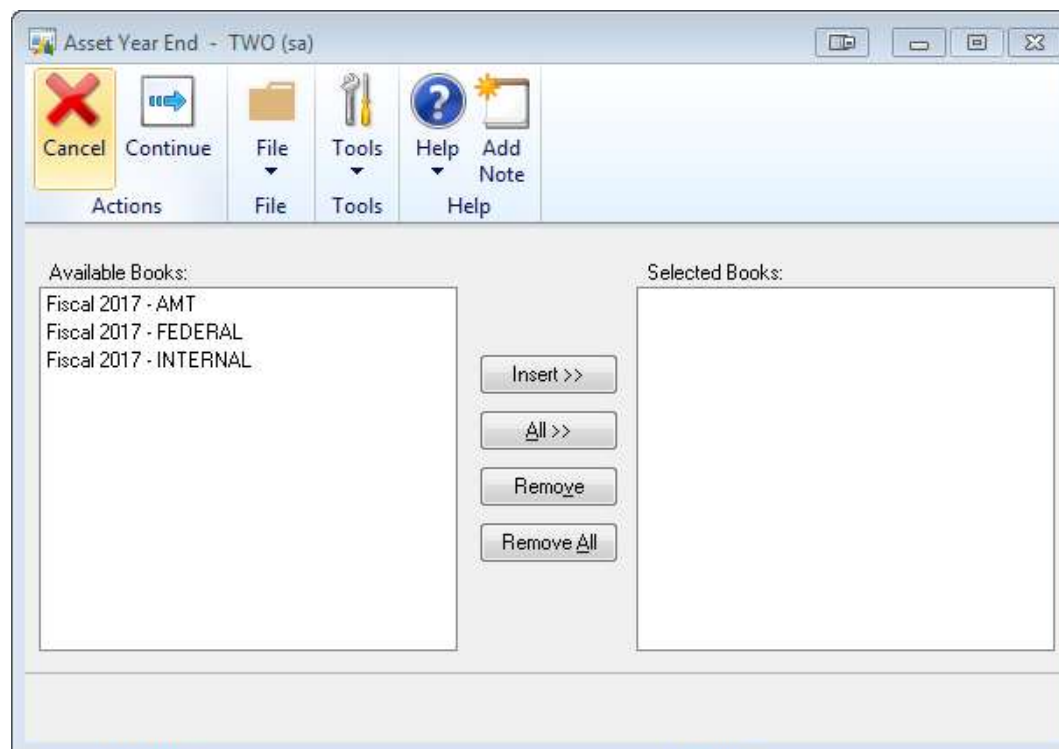 Asset Year End - TWO (sa)
Cancel Continue File Tools Help Add Note
Actions File Tools Help
Available Books: Selected Books:
Fiscal 2017 - AMT
Fiscal 2017 - FEDERAL
Fiscal 2017 - INTERNAL
Insert >>
All >>
Remove
Remove All